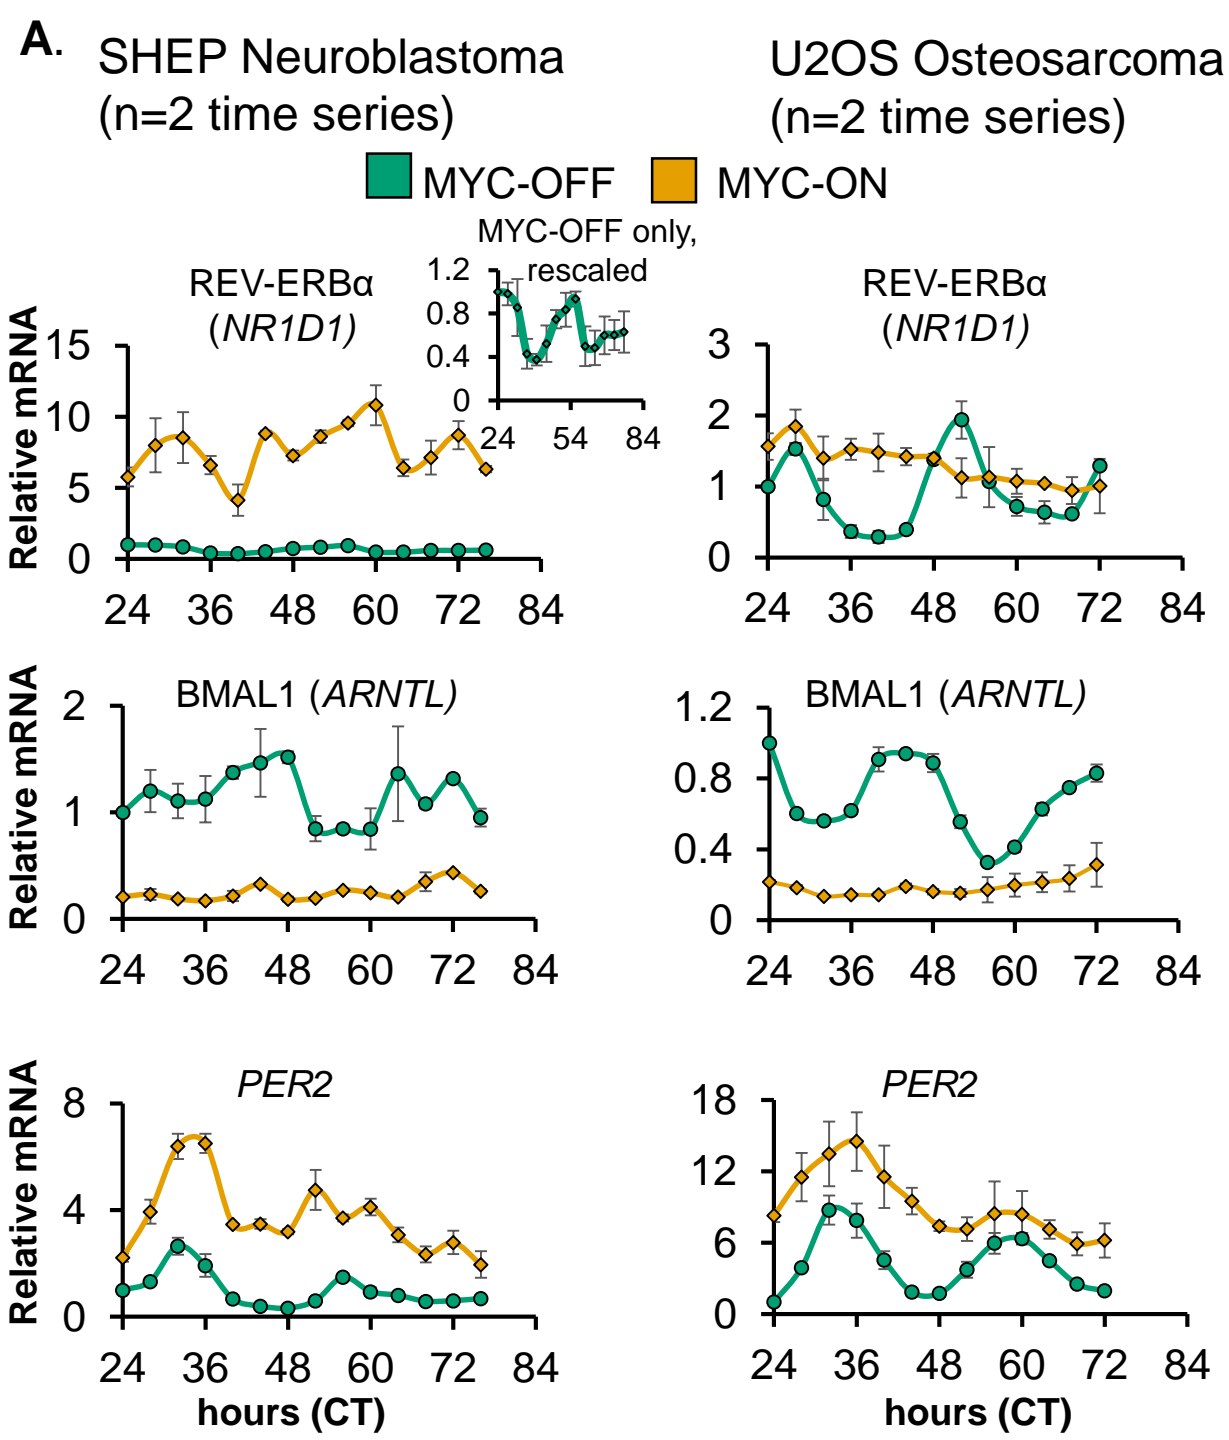 A.
SHEP Neuroblastoma
(n=2 time series)
U2OS Osteosarcoma
(n=2 time series)
MYC-OFF
MYC-ON
MYC-OFF only,
rescaled
1.2
0.8
0.4
0
24 54 84
REV-ERBα
(NR1D1)
Relative mRNA
15
10
5
0
24 36 48 60 72 84
REV-ERBα
(NR1D1)
3
2
1
0
24 36 48 60 72 84
BMAL1 (ARNTL)
Relative mRNA
2
1
0
24 36 48 60 72 84
BMAL1 (ARNTL)
1.2
0.8
0.4
0
24 36 48 60 72 84
PER2
Relative mRNA
8
4
0
24 36 48 60 72 84
hours (CT)
PER2
18
12
6
0
24 36 48 60 72 84
hours (CT)